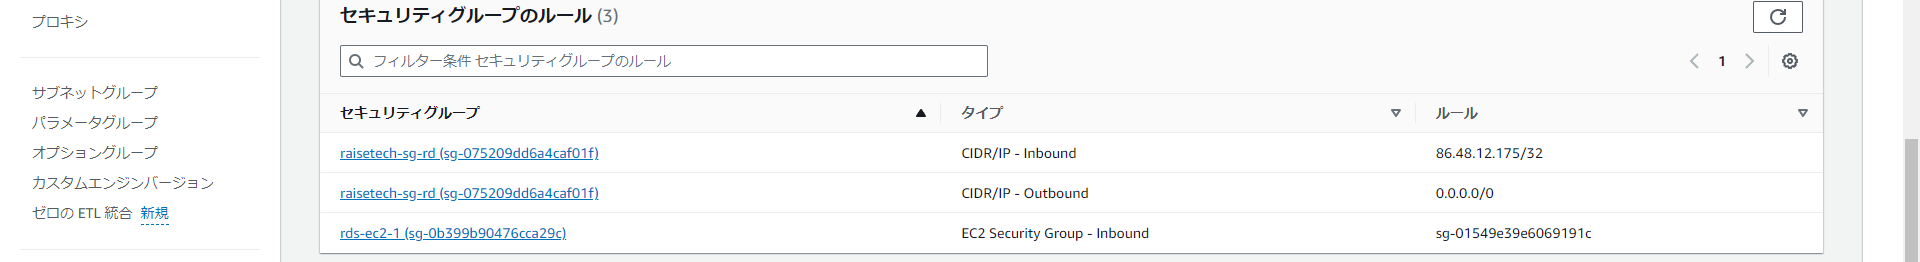 プロキシ
サブネットグループ
パラメータグループ
オプショングループ
カスタムエンジンバージョン
ゼロの ETL 統合 新規
セキュリティグループのルール (3)
フィルター条件 セキュリティグループのルール
1
セキュリティグループ タイプ ルール
raisetech-sg-rd (sg-075209dd6a4caf01f) CIDR/IP - Inbound 86.48.12.175/32
raisetech-sg-rd (sg-075209dd6a4caf01f) CIDR/IP - Outbound 0.0.0.0/0
rds-ec2-1 (sg-0b399b90476cca29c) EC2 Security Group - Inbound sg-01549e39e6069191c